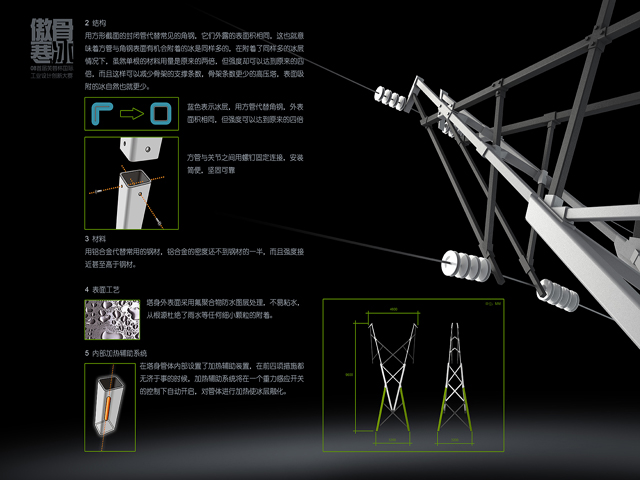 傲骨寒冰
2 结构
用方形截面的封闭管代替常见的角钢，它们外露的表面积相同，这也就意
味着方管与角钢表面有机会附着的冰是同样多的，在附着了同样多的冰层
情况下，虽然单根的材料用量是原来的两倍，但强度却可以达到原来的四
倍，而且这样可以减少骨架的支撑条数，骨架条数更少的高压塔，表面吸
附的冰自然也就更少。
蓝色表示冰层，用方管代替角钢，外表
面积相同，但强度可以达到原来的四倍
方管与关节之间用螺钉固定连接，安装
简便，坚固可靠
3 材料
用铝合金代替常用的钢材，铝合金的密度还不到钢材的一半，而且强度接
近甚至高于钢材。
4 表面工艺
塔身外表面采用氟聚合物防水图层处理，不易粘水，
从根源杜绝了雨水等任何细小颗粒的附着。
5 内部加热辅助系统
在塔身管体内部设置了加热辅助装置，在前四项措施都
无济于事的时候，加热辅助系统将在一个重力感应开关
的控制下自动开启，对管体进行加热使冰层融化。